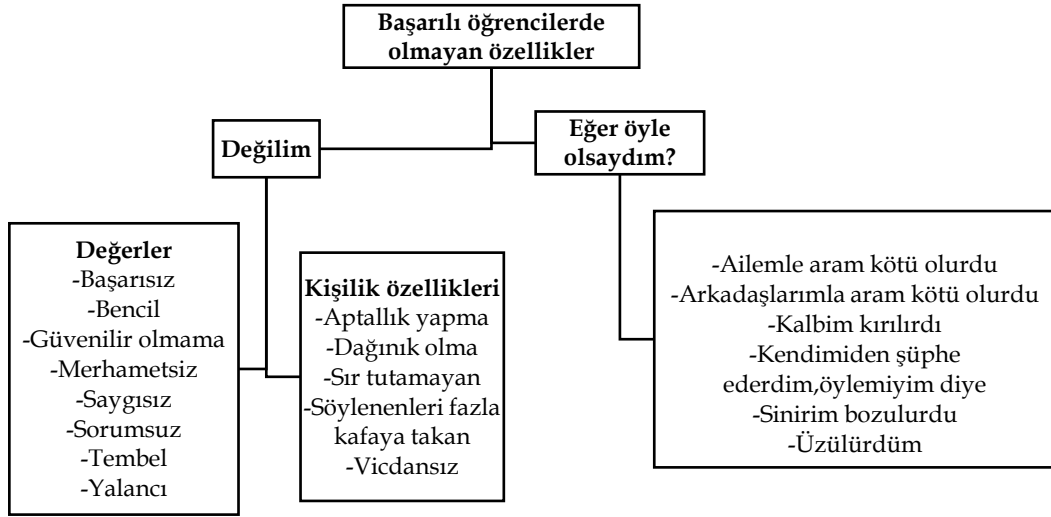 Başarılı öğrencilerde
olmayan özellikler
Değilim
Eğer öyle
olsaydım?
Değerler
-Başarısız
-Bencil
-Güvenilir olmama
-Merhametsiz
-Saygısız
-Sorumsuz
-Tembel
-Yalancı
Kişilik özellikleri
-Aptallık yapma
-Dağınık olma
-Sır tutamayan
-Söylenenleri fazla
kafaya takan
-Vicdansız
-Ailemle aram kötü olurdu
-Arkadaşlarımla aram kötü olurdu
-Kalbim kırılırdı
-Kendimiden şüphe
ederdim,öylemiyim diye
-Sinirim bozulurdu
-Üzülürdüm